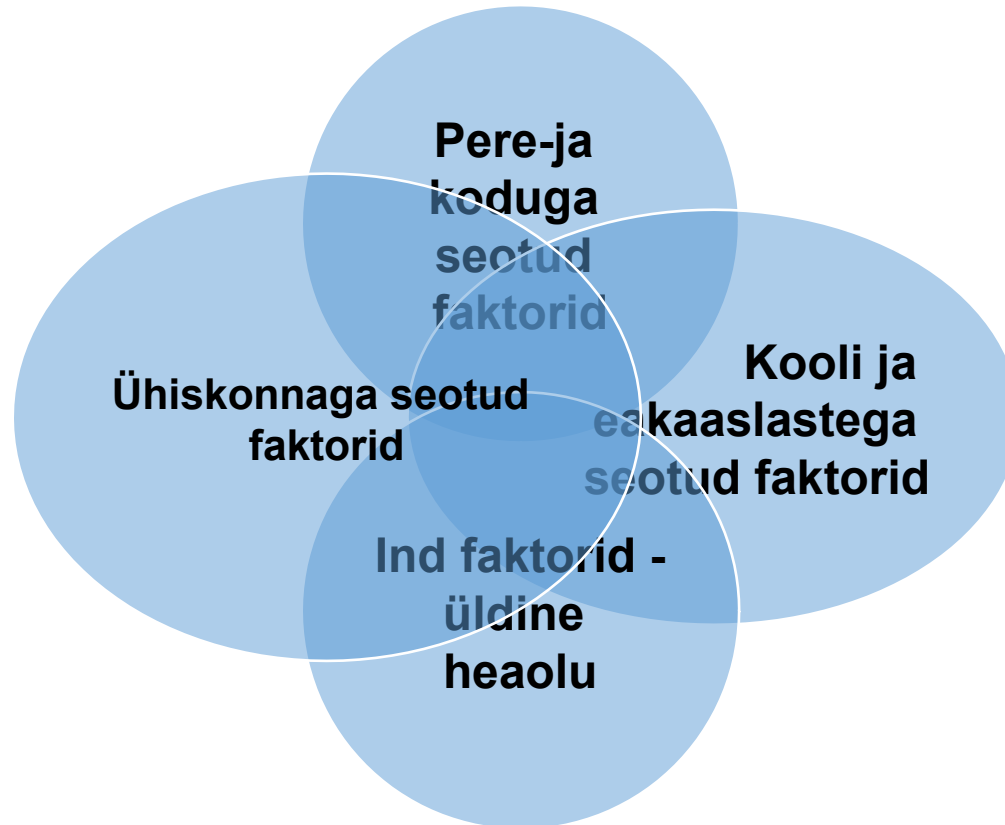 Pere-ja
koduga
seotud
faktorid
Kooli ja
eakaaslastega
seotud faktorid
Ühiskonnaga seotud
faktorid
Ind faktorid -
üldine
heaolu